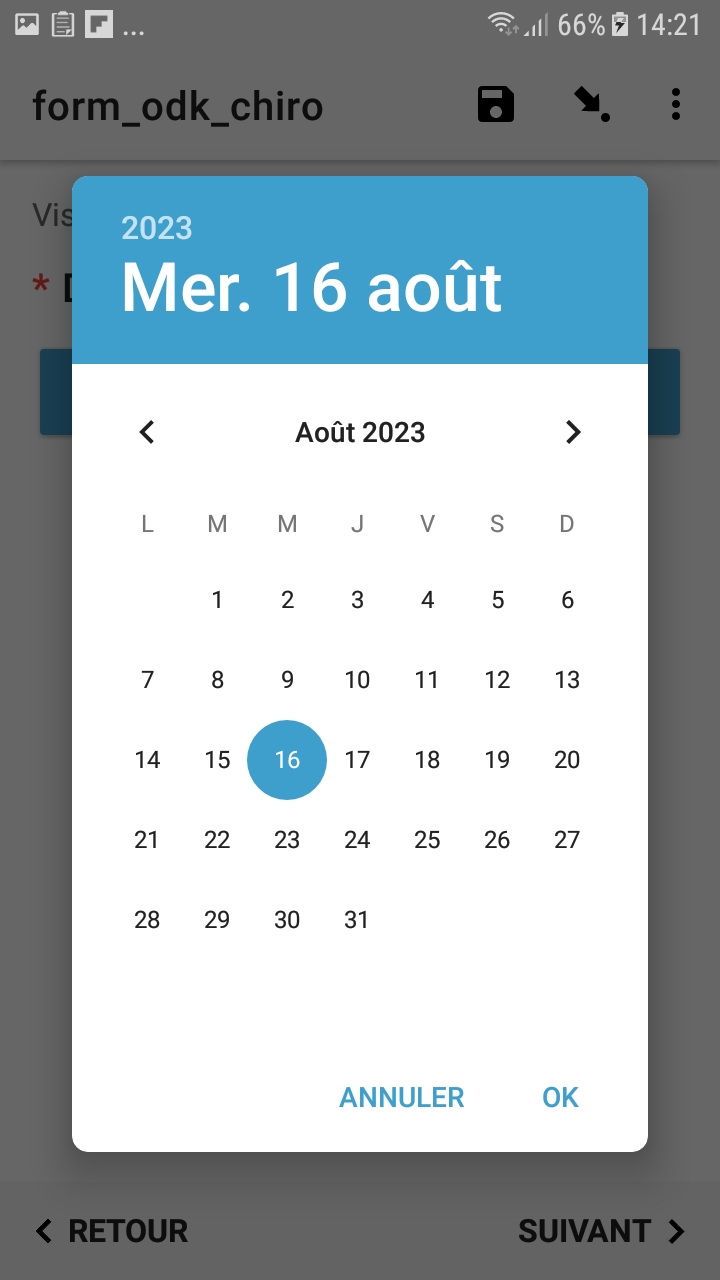 ... 66% 14:21
form_odk_chiro
Vis
* D
2023
Mer. 16 août
Août 2023
L M M J V S D
1 2 3 4 5 6
7 8 9 10 11 12 13
14 15 16 17 18 19 20
21 22 23 24 25 26 27
28 29 30 31
ANNULER OK
RETOUR SUIVANT